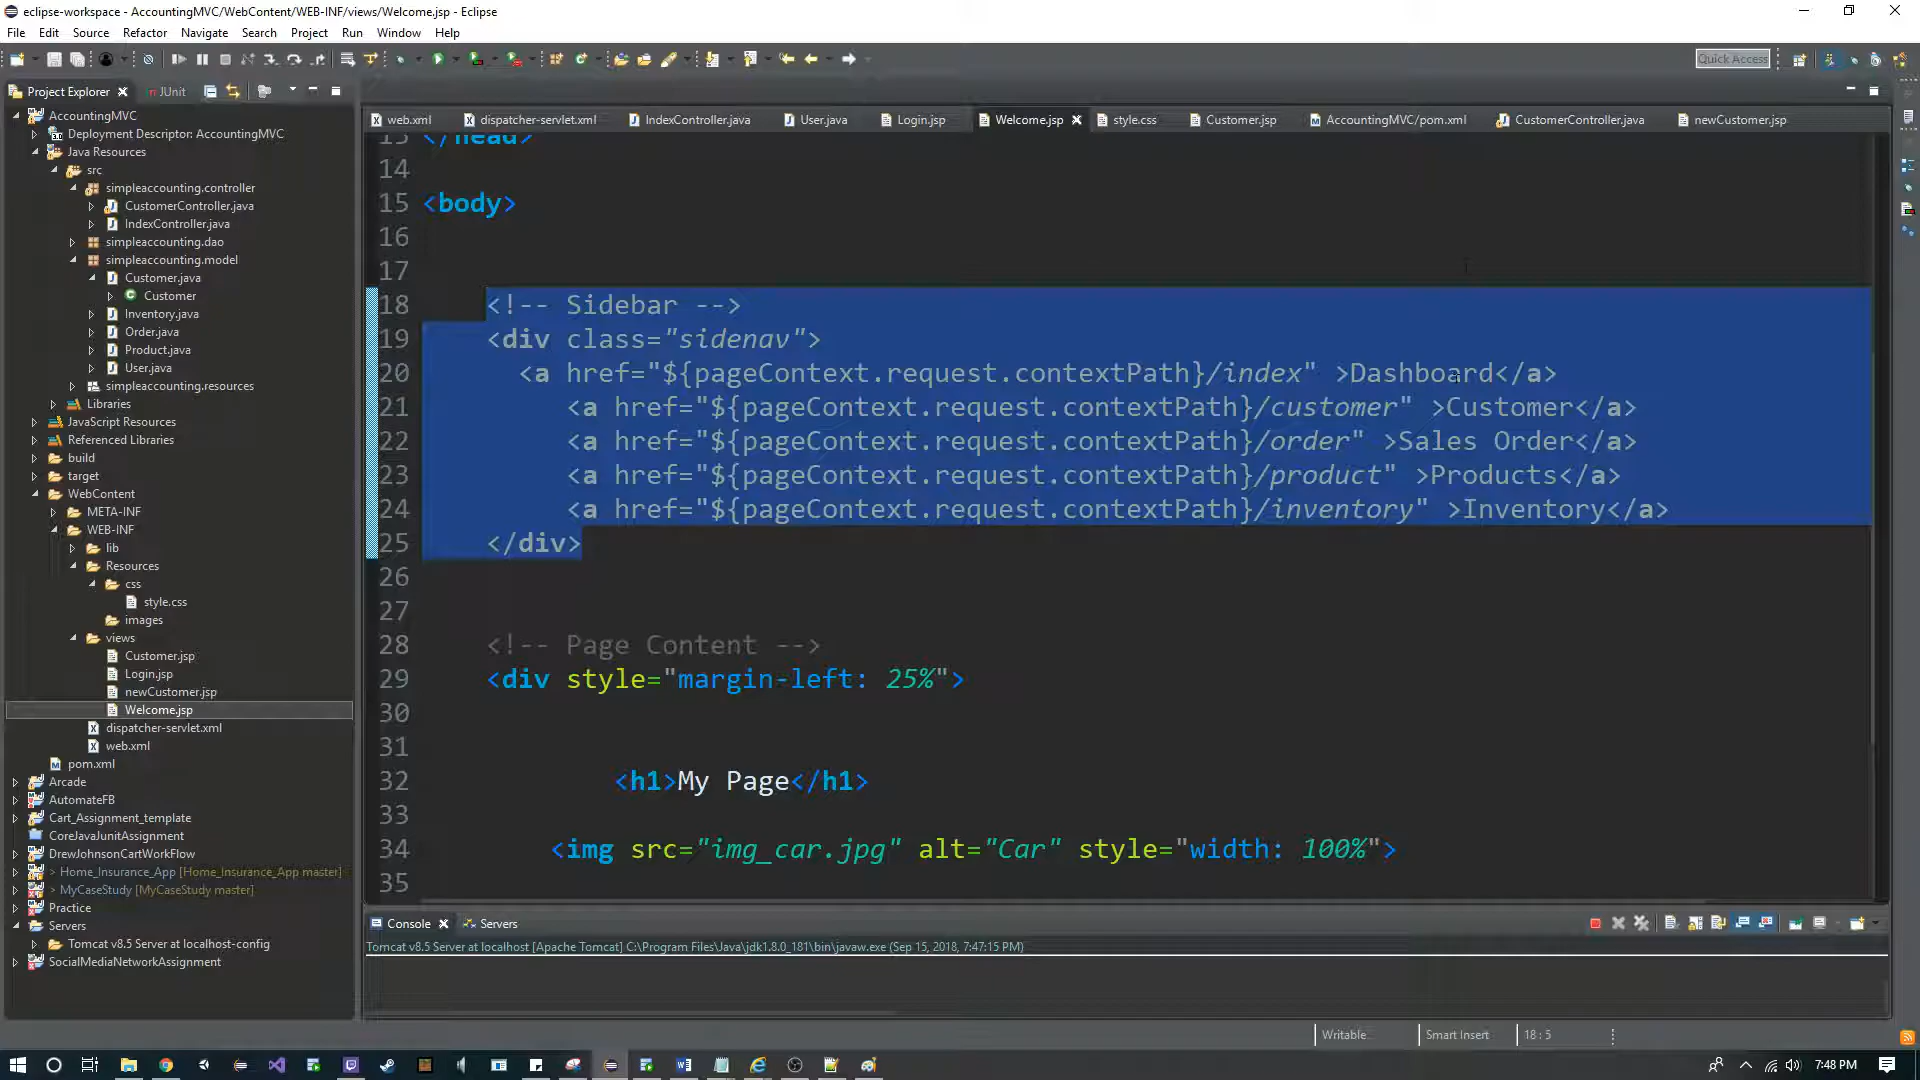 eclipse-workspace - AccountingMVC/WebContent/WEB-INF/views/Welcome.jsp - Eclipse
File Edit Source Refactor Navigate Search Project Run Window Help
Quick Access
Project Explorer JUnit
web.xml dispatcher-servlet.xml IndexController.java User.java Login.jsp Welcome.jsp style.css Customer.jsp AccountingMVC/pom.xml CustomerController.java newCustomer.jsp
AccountingMVC
Deployment Descriptor: AccountingMVC
Java Resources
src
simpleaccounting.controller
CustomerController.java
IndexController.java
simpleaccounting.dao
simpleaccounting.model
Customer.java
Customer
Inventory.java
Order.java
Product.java
User.java
simpleaccounting.resources
Libraries
JavaScript Resources
Referenced Libraries
build
target
WebContent
META-INF
WEB-INF
lib
Resources
css
style.css
images
views
Customer.jsp
Login.jsp
newCustomer.jsp
Welcome.jsp
dispatcher-servlet.xml
web.xml
pom.xml
Arcade
AutomateFB
Cart_Assignment_template
CoreJavaJunitAssignment
DrewJohnsonCartWorkFlow
> Home_Insurance_App [Home_Insurance_App master]
> MyCaseStudy [MyCaseStudy master]
Practice
Servers
Tomcat v8.5 Server at localhost-config
SocialMediaNetworkAssignment
13 </head>
14
15 <body>
16
17
18 <!-- Sidebar -->
19 <div class="sidenav">
20 <a href="${pageContext.request.contextPath}/index" >Dashboard</a>
21 <a href="${pageContext.request.contextPath}/customer" >Customer</a>
22 <a href="${pageContext.request.contextPath}/order" >Sales Order</a>
23 <a href="${pageContext.request.contextPath}/product" >Products</a>
24 <a href="${pageContext.request.contextPath}/inventory" >Inventory</a>
25 </div>
26
27
28 <!-- Page Content -->
29 <div style="margin-left: 25%">
30
31
32 <h1>My Page</h1>
33
34 <img src="img_car.jpg" alt="Car" style="width: 100%">
35
Console Servers
Tomcat v8.5 Server at localhost [Apache Tomcat] C:\Program Files\Java\jdk1.8.0_181\bin\javaw.exe (Sep 15, 2018, 7:47:15 PM)
Writable Smart Insert 18 : 5
7:48 PM